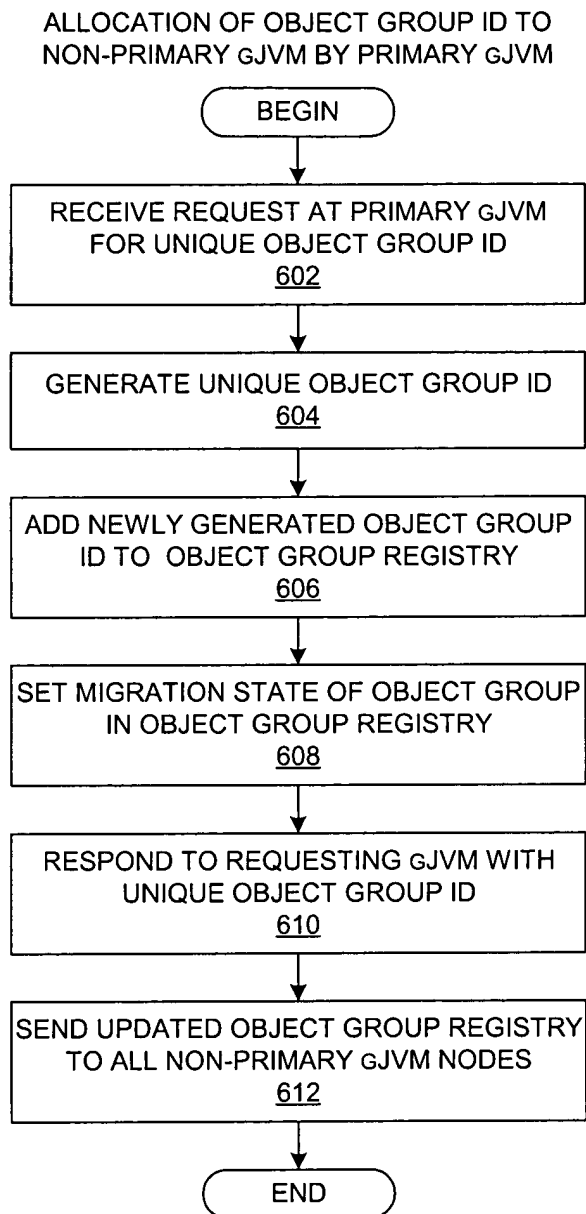 ALLOCATION OF OBJECT GROUP ID TO
NON-PRIMARY GJVM BY PRIMARY GJVM
BEGIN
RECEIVE REQUEST AT PRIMARY GJVM
FOR UNIQUE OBJECT GROUP ID
602
GENERATE UNIQUE OBJECT GROUP ID
604
ADD NEWLY GENERATED OBJECT GROUP
ID TO OBJECT GROUP REGISTRY
606
SET MIGRATION STATE OF OBJECT GROUP
IN OBJECT GROUP REGISTRY
608
RESPOND TO REQUESTING GJVM WITH
UNIQUE OBJECT GROUP ID
610
SEND UPDATED OBJECT GROUP REGISTRY
TO ALL NON-PRIMARY GJVM NODES
612
END